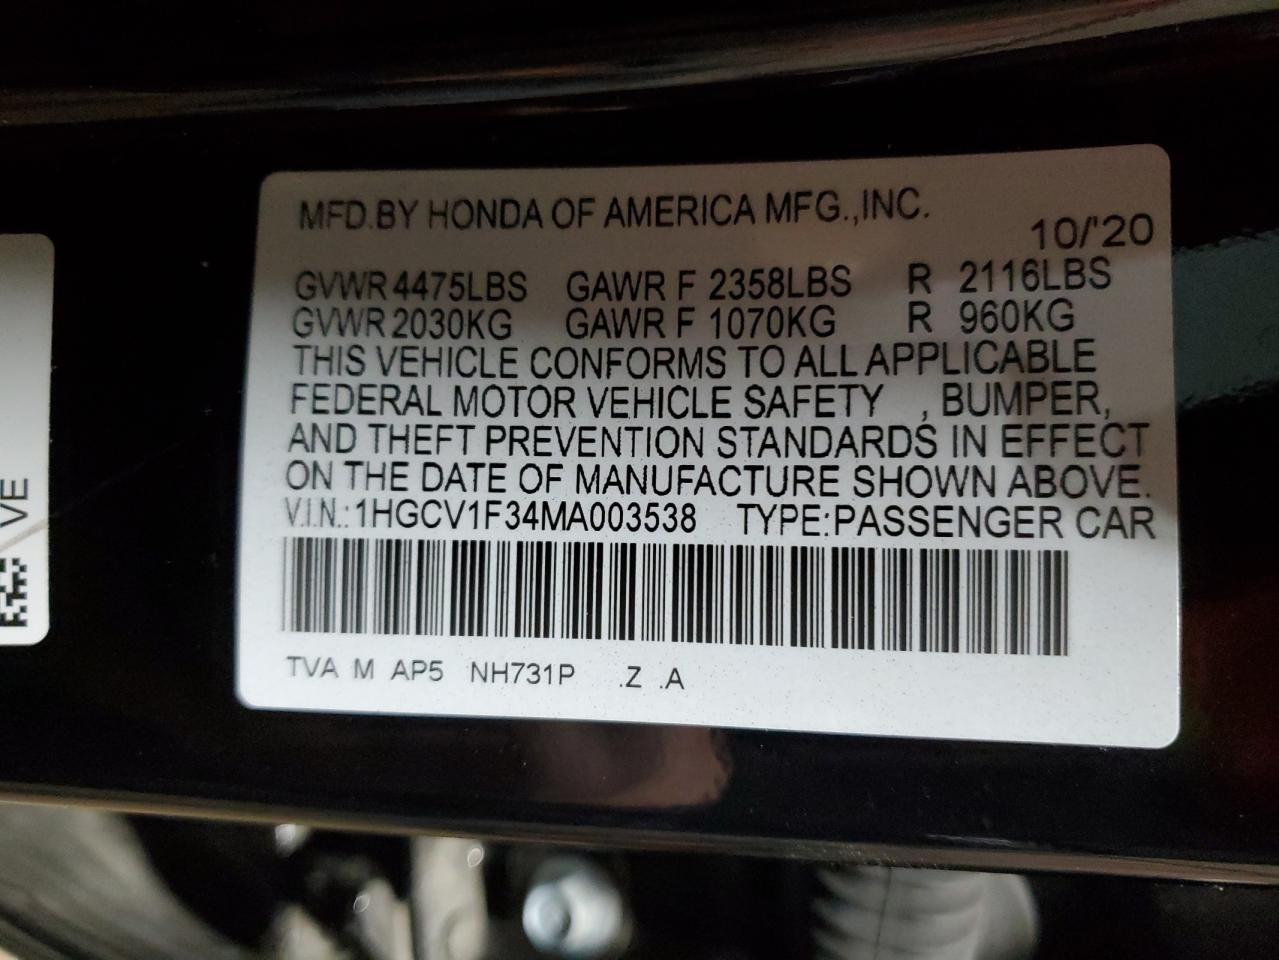 MFD.BY HONDA OF AMERICA MFG.,INC.
10/'20
GVWR 4475LBS GAWR F 2358LBS R 2116LBS
GVWR 2030KG GAWR F 1070KG R 960KG
THIS VEHICLE CONFORMS TO ALL APPLICABLE
FEDERAL MOTOR VEHICLE SAFETY , BUMPER,
AND THEFT PREVENTION STANDARDS IN EFFECT
ON THE DATE OF MANUFACTURE SHOWN ABOVE.
V.I.N.: 1HGCV1F34MA003538 TYPE:PASSENGER CAR
TVA M AP5 NH731P .Z .A
VE